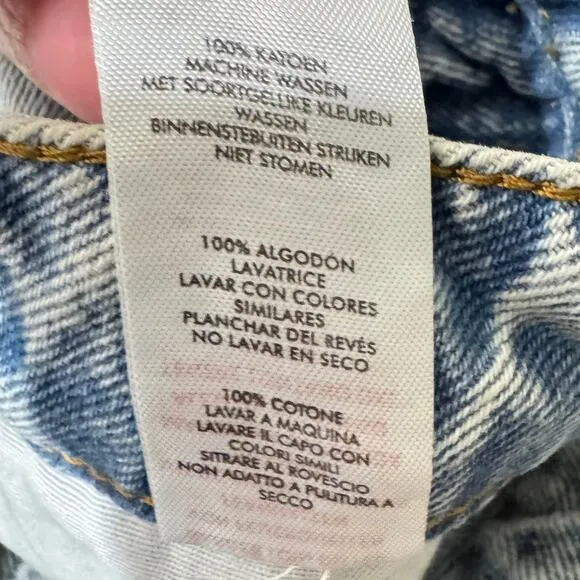 100% KATOEN
MACHINE WASSEN
MET SOORTGELIJKE KLEUREN
WASSEN
BINNENSTEBUITEN STRIJKEN
NIET STOMEN
100% ALGODÓN
LAVATRICE
LAVAR CON COLORES
SIMILARES
PLANCHAR DEL REVÉS
NO LAVAR EN SECO
100% COTONE
LAVAR A MAQUINA
LAVARE IL CAPO CON
COLORI SIMILI
SITRARE AL ROVESCIO
NON ADATTO A PULITURA A
SECCO